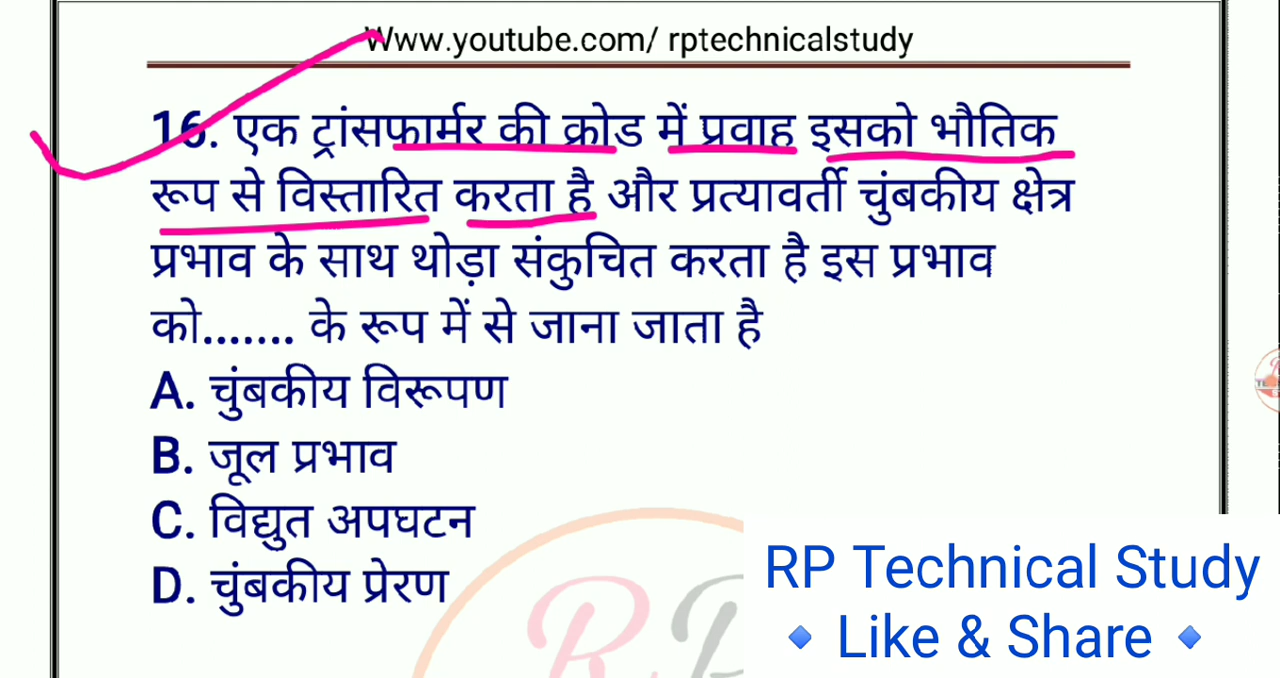 Www.youtube.com/ rptechnicalstudy
16. एक ट्रांसफार्मर की क्रोड में प्रवाह इसको भौतिक
रूप से विस्तारित करता है और प्रत्यावर्ती चुंबकीय क्षेत्र
प्रभाव के साथ थोड़ा संकुचित करता है इस प्रभाव
को....... के रूप में से जाना जाता है
A. चुंबकीय विरूपण
B. जूल प्रभाव
C. विद्युत अपघटन
D. चुंबकीय प्रेरण
RP Technical Study
🔹 Like & Share 🔹